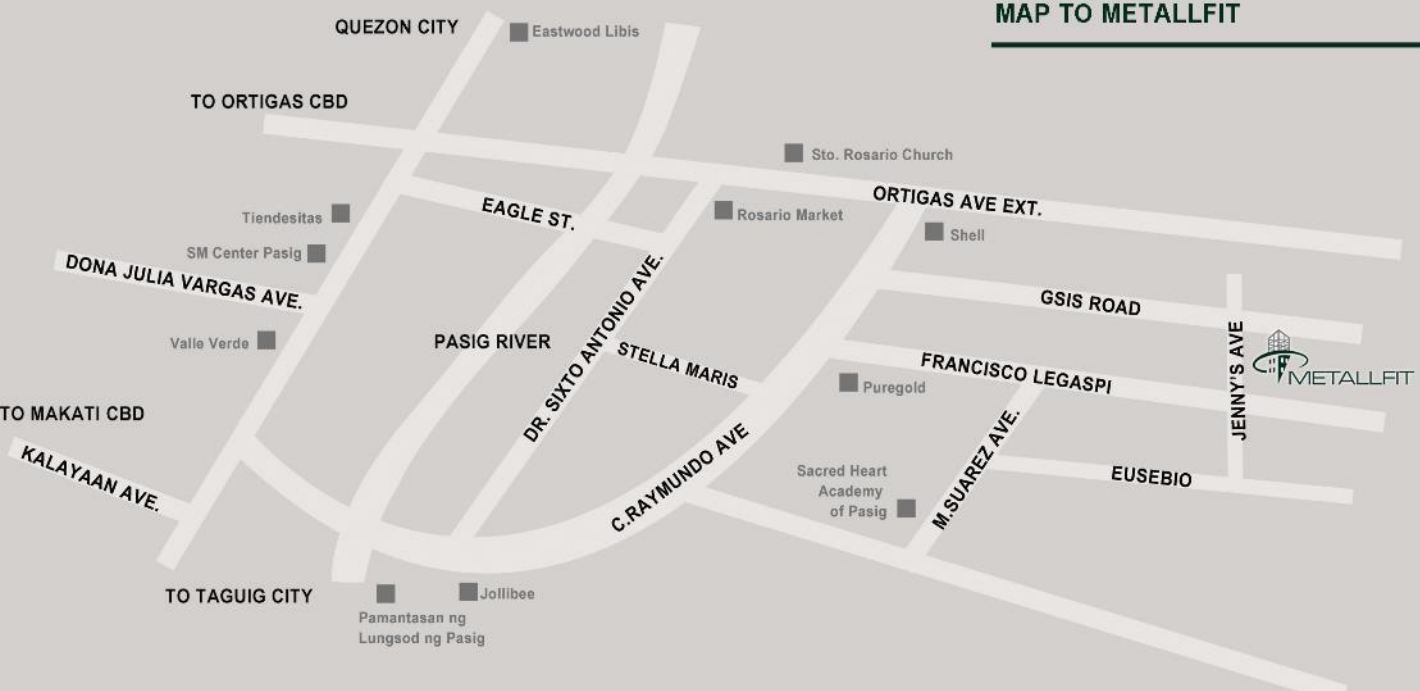 MAP TO METALLFIT
QUEZON CITY
Eastwood Libis
TO ORTIGAS CBD
Sto. Rosario Church
ORTIGAS AVE EXT.
EAGLE ST.
Tiendesitas
Rosario Market
Shell
SM Center Pasig
DONA JULIA VARGAS AVE.
GSIS ROAD
Valle Verde
PASIG RIVER
DR. SIXTO ANTONIO AVE.
STELLA MARIS
FRANCISCO LEGASPI
JENNY'S AVE
METALLFIT
Puregold
TO MAKATI CBD
KALAYAAN AVE.
C.RAYMUNDO AVE
M.SUAREZ AVE.
EUSEBIO
Sacred Heart
Academy
of Pasig
TO TAGUIG CITY
Jollibee
Pamantasan ng
Lungsod ng Pasig